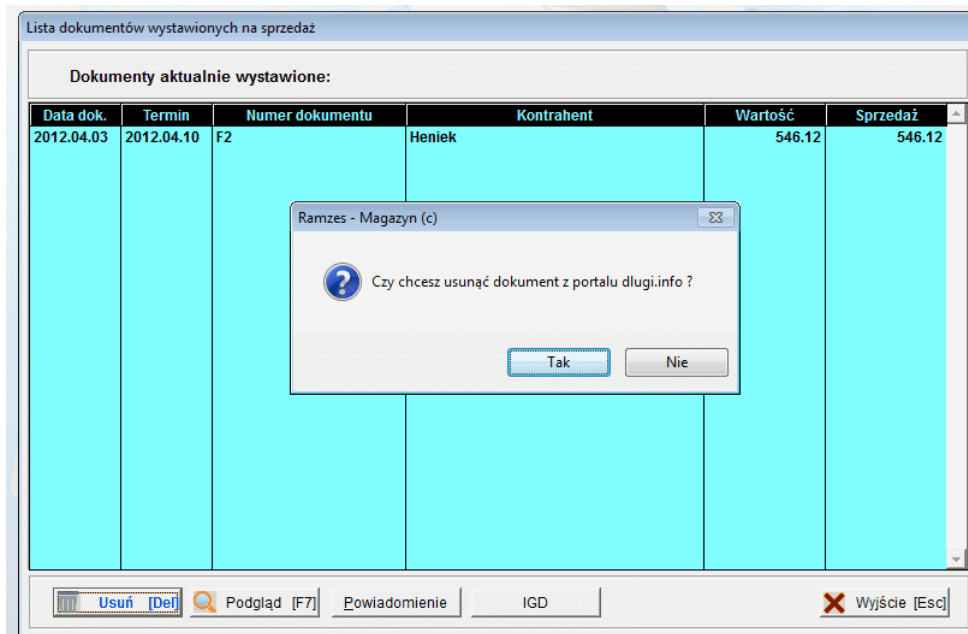 Lista dokumentów wystawionych na sprzedaż
Dokumenty aktualnie wystawione:
Data dok. Termin Numer dokumentu Kontrahent Wartość Sprzedaż
2012.04.03 2012.04.10 F2 Heniek 546.12 546.12
Ramzes - Magazyn (c)
Czy chcesz usunąć dokument z portalu dlugi.info ?
Tak Nie
Usuń [Del] Podgląd [F7] Powiadomienie IGD Wyjście [Esc]